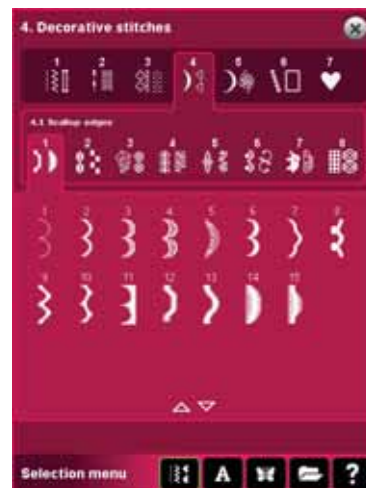 4. Decorative stitches
1 2 3 4 5 6 7
4.1 Scallop edges
1 2 3 4 5 6 7 8
1 2 3 4 5 6 7 8
9 10 11 12 13 14 15
Selection menu A ?